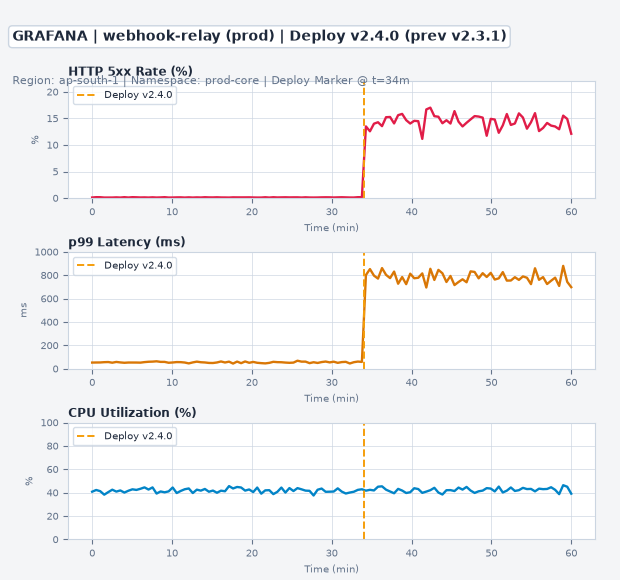 GRAFANA | webhook-relay (prod) | Deploy v2.4.0 (prev v2.3.1)
HTTP 5xx Rate (%)
Region: ap-south-1 | Namespace: prod-core | Deploy Marker @ t=34m
Deploy v2.4.0
20
15
10
5
0
%
0 10 20 30 40 50 60
Time (min)
p99 Latency (ms)
Deploy v2.4.0
1000
800
600
400
200
0
ms
0 10 20 30 40 50 60
Time (min)
CPU Utilization (%)
Deploy v2.4.0
100
80
60
40
20
0
%
0 10 20 30 40 50 60
Time (min)